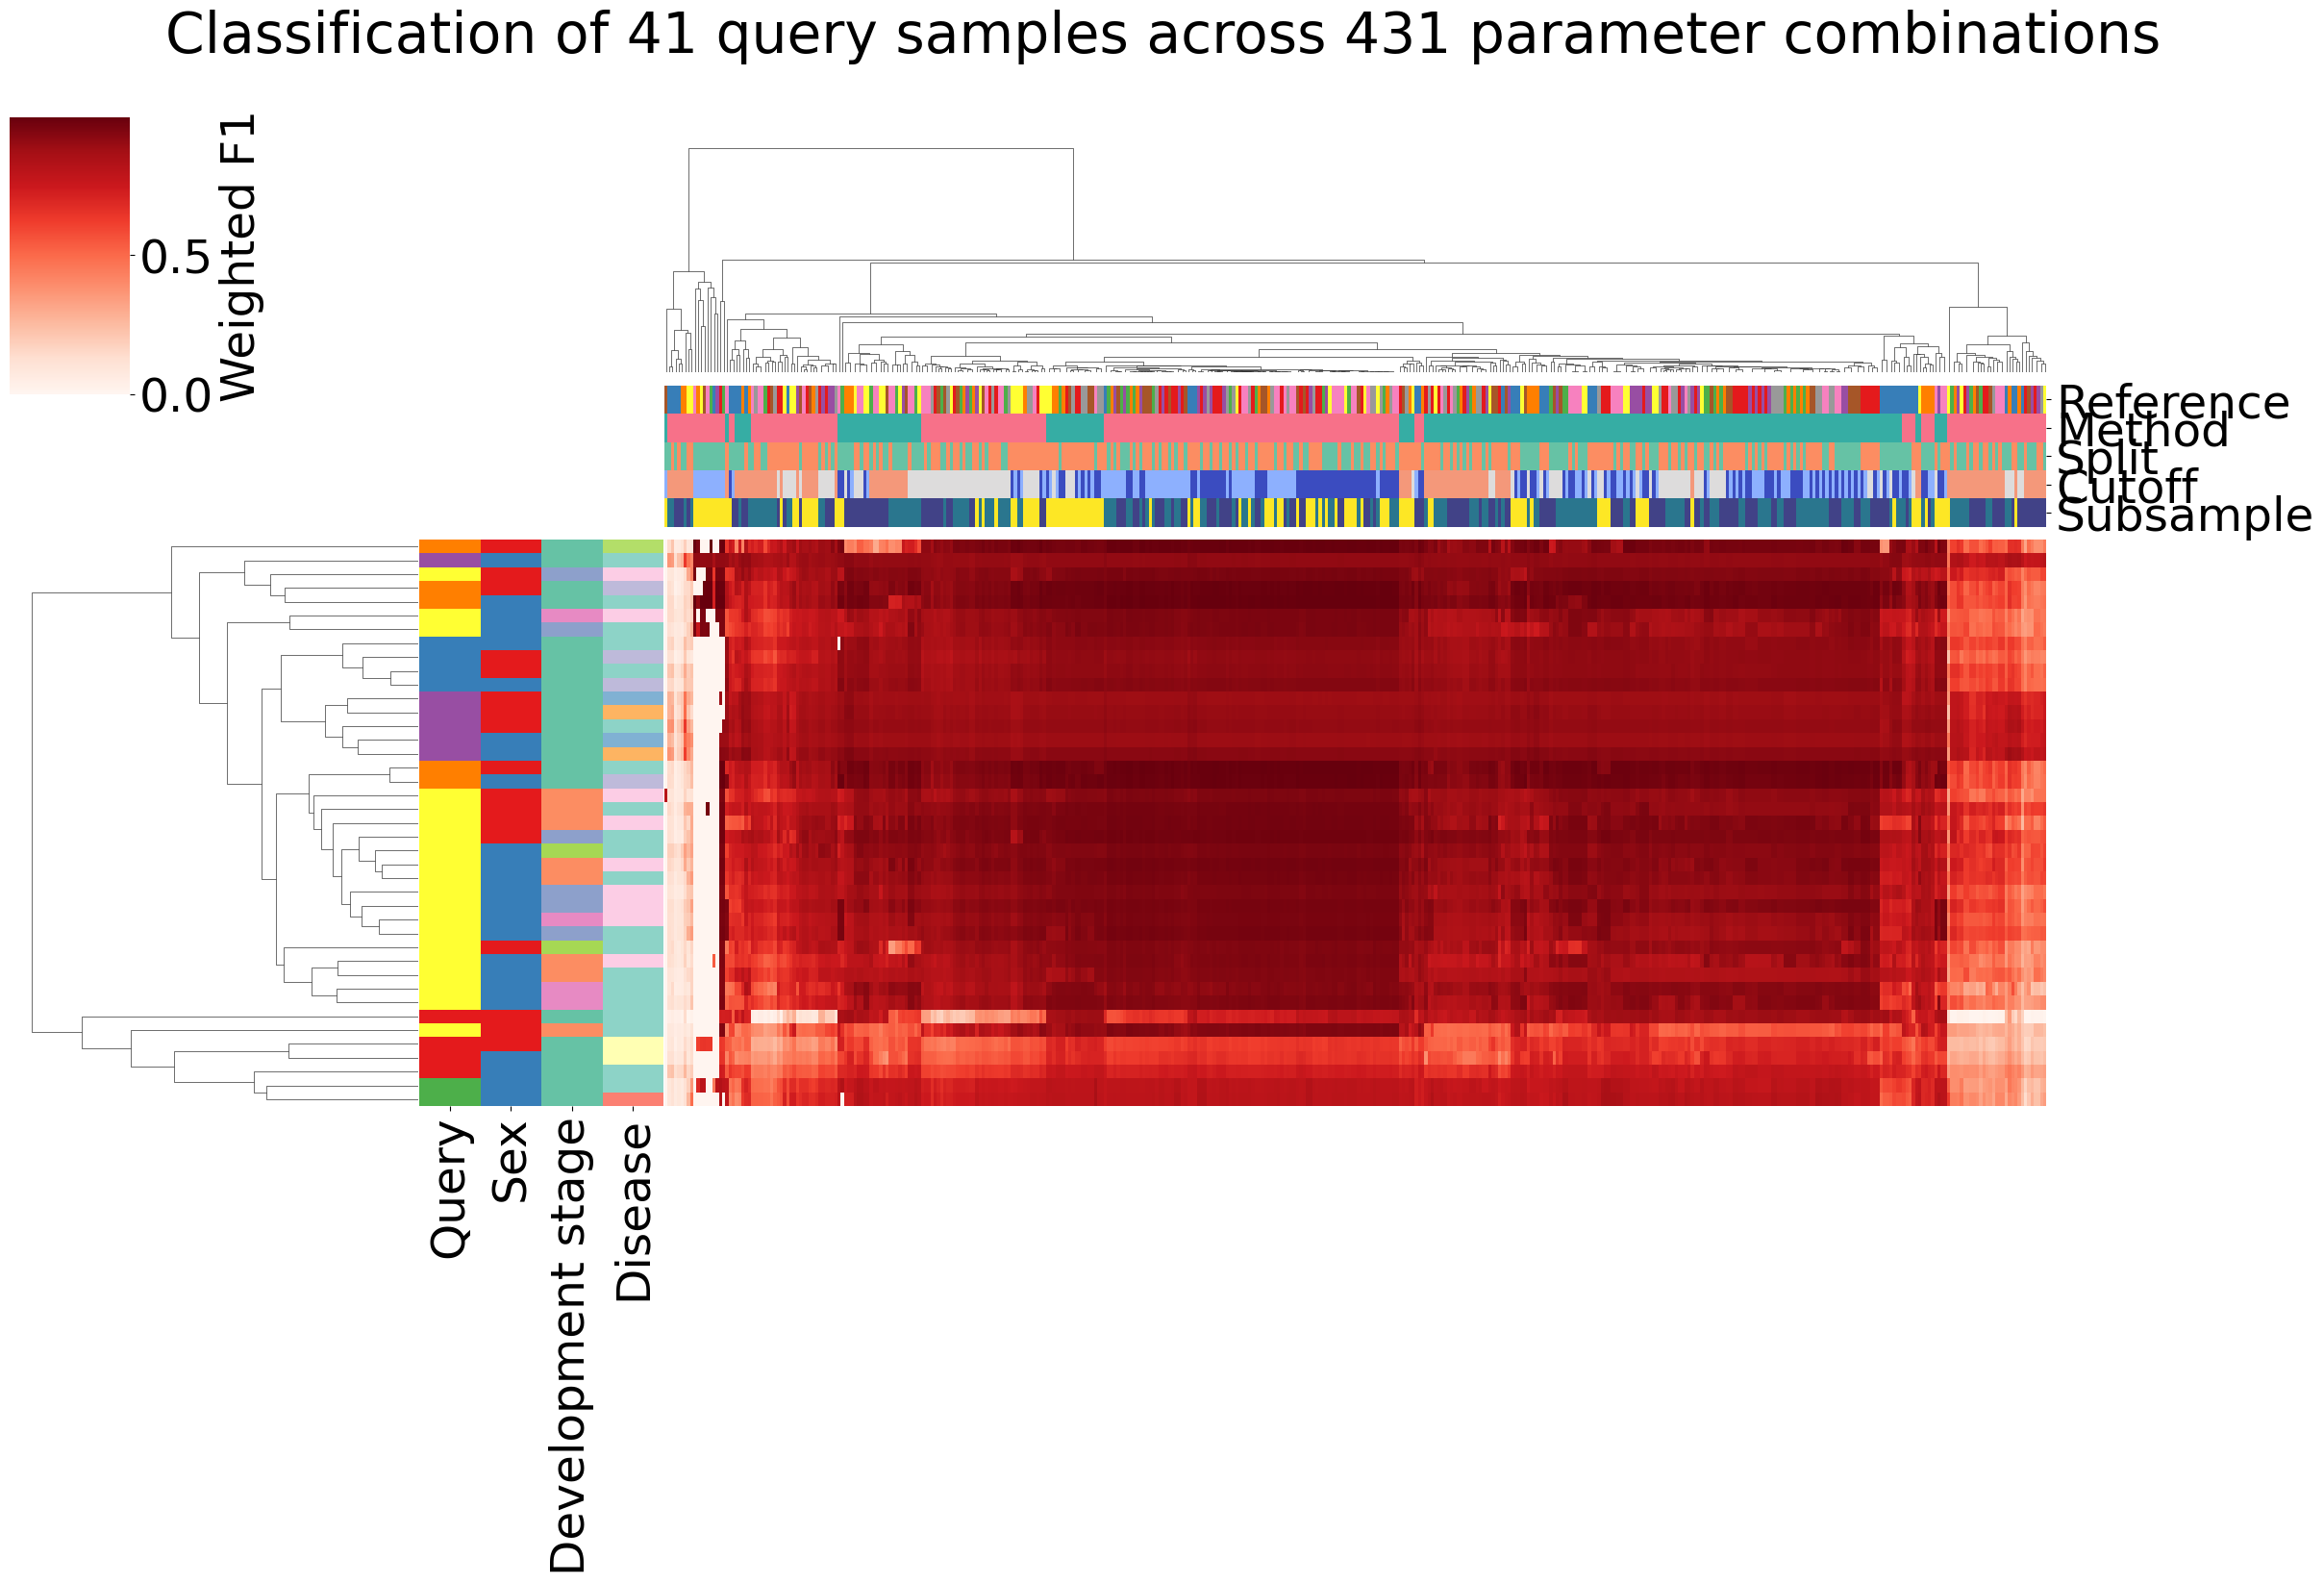 Classification of 41 query samples across 431 parameter combinations
0.5
0.0
Weighted F1
Reference
Method
Split
Cutoff
Subsample
Query
Sex
Development stage
Disease